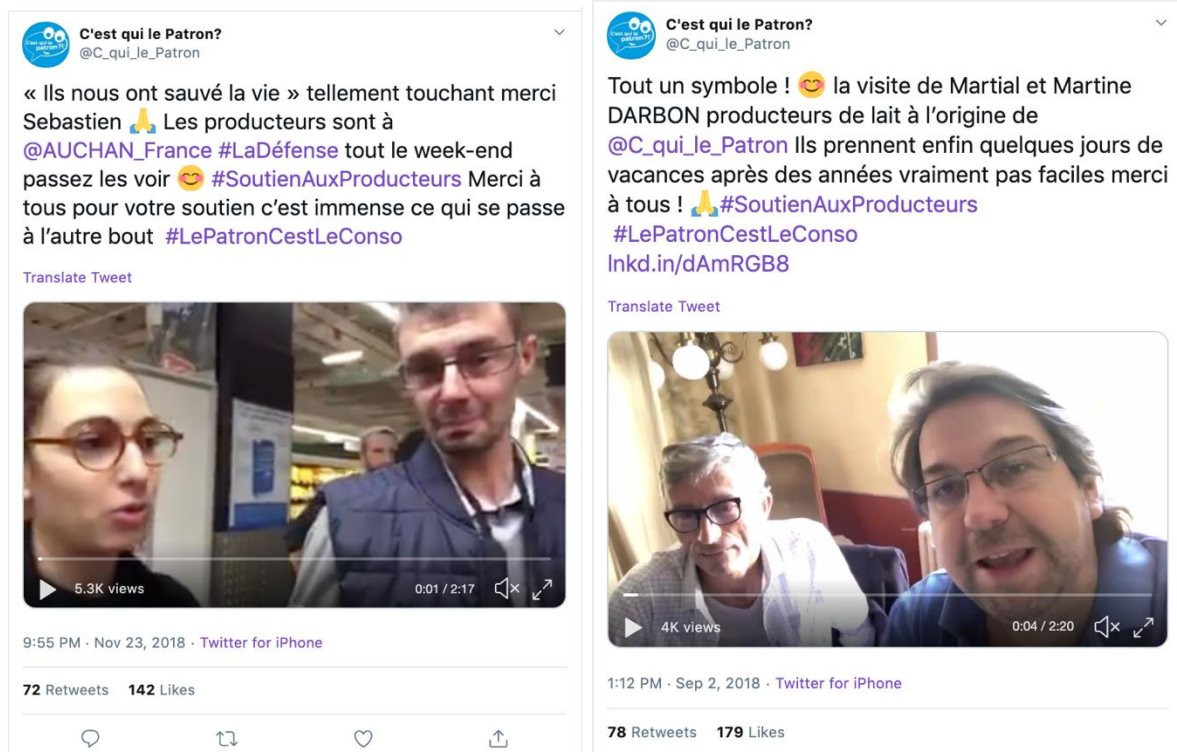 C'est qui le Patron?
@C_qui_le_Patron
« Ils nous ont sauvé la vie » tellement touchant merci
Sebastien 🙏 Les producteurs sont à
@AUCHAN_France #LaDéfense tout le week-end
passez les voir 😊 #SoutienAuxProducteurs Merci à
tous pour votre soutien c’est immense ce qui se passe
à l’autre bout #LePatronCestLeConso
Translate Tweet
5.3K views
0:01 / 2:17
9:55 PM · Nov 23, 2018 · Twitter for iPhone
72 Retweets 142 Likes
C'est qui le Patron?
@C_qui_le_Patron
Tout un symbole ! 😊 la visite de Martial et Martine
DARBON producteurs de lait à l’origine de
@C_qui_le_Patron Ils prennent enfin quelques jours de
vacances après des années vraiment pas faciles merci
à tous ! 🙏#SoutienAuxProducteurs
#LePatronCestLeConso
lnkd.in/dAmRGB8
Translate Tweet
4K views
0:04 / 2:20
1:12 PM · Sep 2, 2018 · Twitter for iPhone
78 Retweets 179 Likes